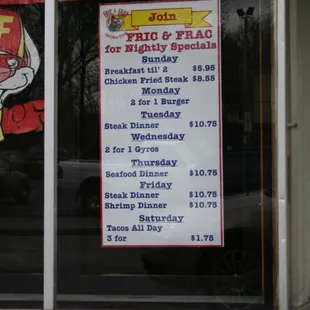 Join
FRIC & FRAC
for Nightly Specials
Sunday
Breakfast til' 2 $5.95
Chicken Fried Steak $8.55
Monday
2 for 1 Burger
Tuesday
Steak Dinner $10.75
Wednesday
2 for 1 Gyros
Thursday
Seafood Dinner $10.75
Friday
Steak Dinner $10.75
Shrimp Dinner $10.75
Saturday
Tacos All Day
3 for $1.75